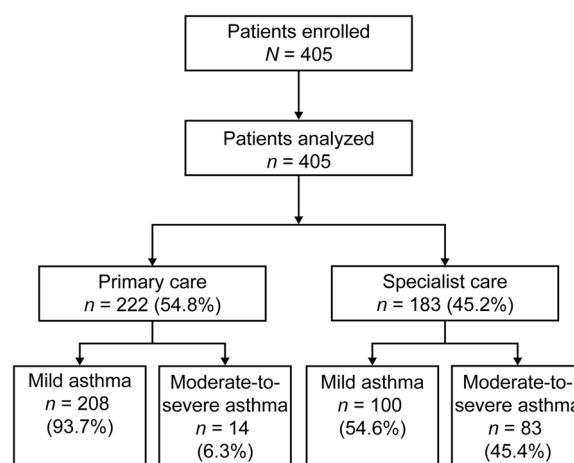 Patients enrolled
N = 405
Patients analyzed
n = 405
Primary care
n = 222 (54.8%)
Specialist care
n = 183 (45.2%)
Mild asthma
n = 208
(93.7%)
Moderate-to-
severe asthma
n = 14
(6.3%)
Mild asthma
n = 100
(54.6%)
Moderate-to-
severe asthma
n = 83
(45.4%)